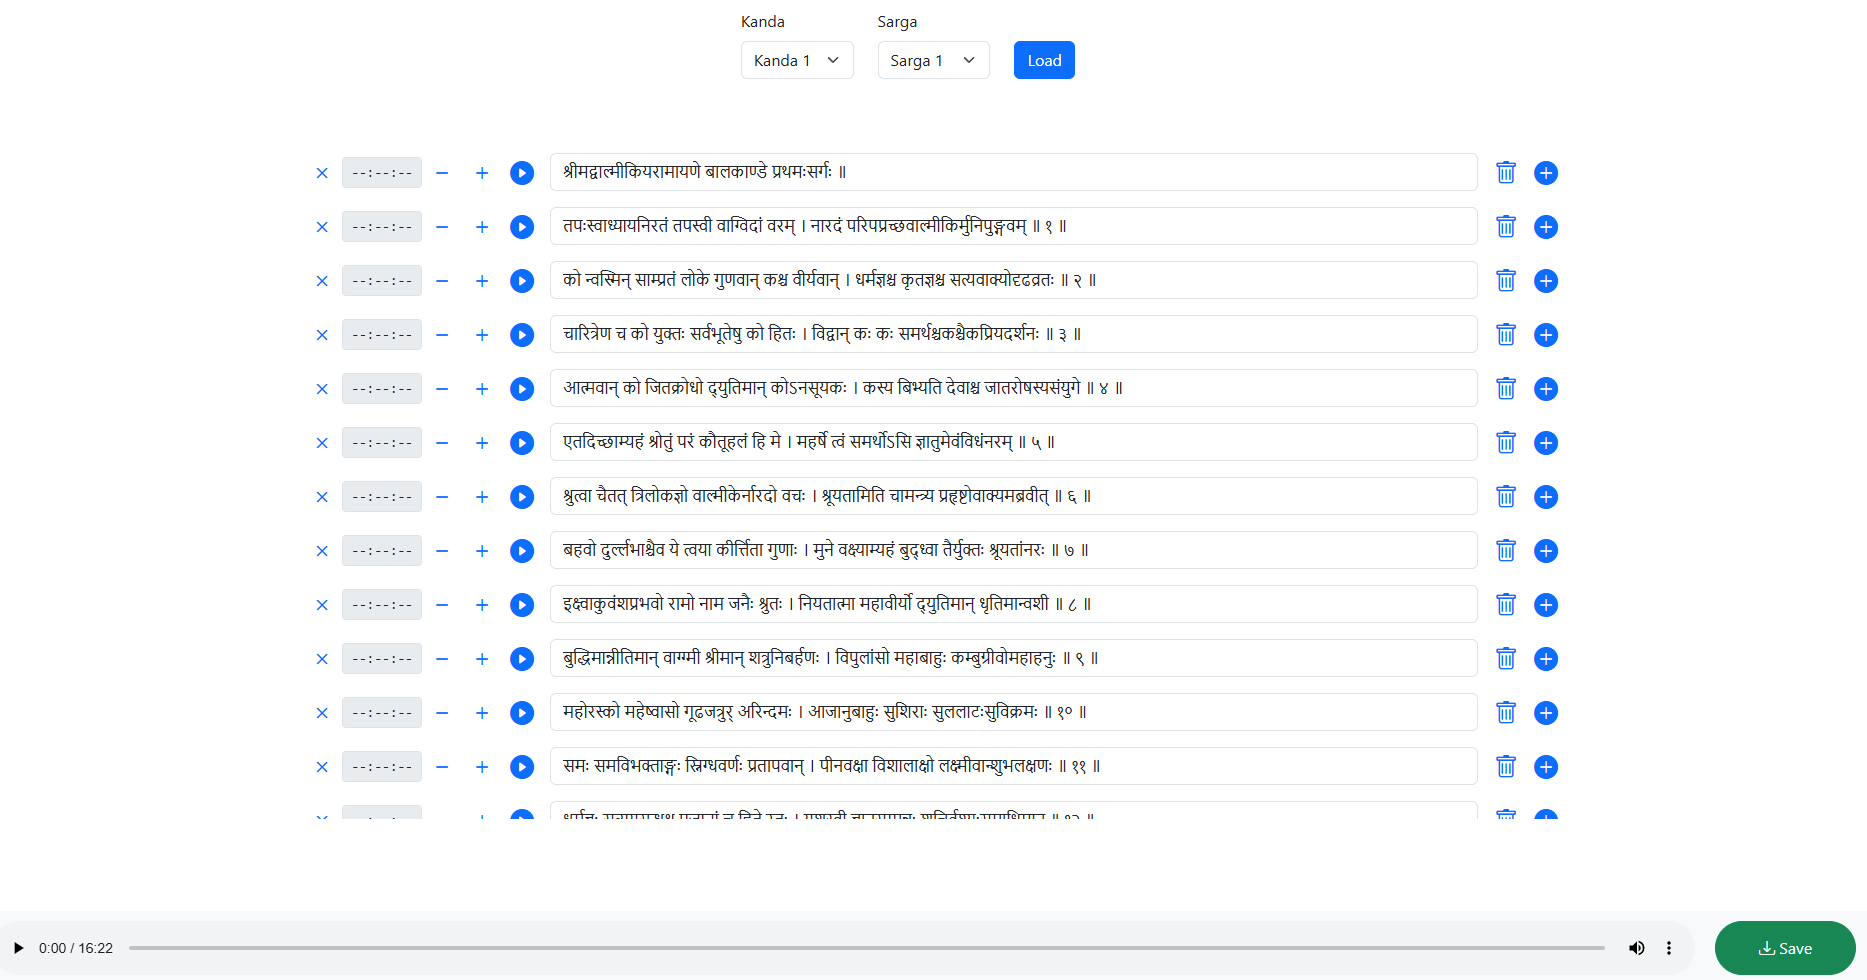 Kanda Sarga
Kanda 1 Sarga 1 Load
--:--:-- श्रीमद्वाल्मीकियरामायणे बालकाण्डे प्रथमःसर्गः ॥
--:--:-- तपःस्वाध्यायनिरतं तपस्वी वाग्विदां वरम् । नारदं परिपप्रच्छवाल्मीकिर्मुनिपुङ्गवम् ॥ १ ॥
--:--:-- को न्वस्मिन् साम्प्रतं लोके गुणवान् कश्च वीर्यवान् । धर्मज्ञश्च कृतज्ञश्च सत्यवाक्योदृढव्रतः ॥ २ ॥
--:--:-- चारित्रेण च को युक्तः सर्वभूतेषु को हितः । विद्वान् कः कः समर्थश्चकश्चैकप्रियदर्शनः ॥ ३ ॥
--:--:-- आत्मवान् को जितक्रोधो द्युतिमान् कोऽनसूयकः । कस्य बिभ्यति देवाश्च जातरोषस्यसंयुगे ॥ ४ ॥
--:--:-- एतदिच्छाम्यहं श्रोतुं परं कौतूहलं हि मे । महर्षे त्वं समर्थोऽसि ज्ञातुमेवंविधंनरम् ॥ ५ ॥
--:--:-- श्रुत्वा चैतत् त्रिलोकज्ञो वाल्मीकेर्नारदो वचः । श्रूयतामिति चामन्त्र्य प्रहृष्टोवाक्यमब्रवीत् ॥ ६ ॥
--:--:-- बहवो दुर्ल्लभाश्चैव ये त्वया कीर्त्तिता गुणाः । मुने वक्ष्याम्यहं बुद्ध्वा तैर्युक्तः श्रूयतांनरः ॥ ७ ॥
--:--:-- इक्ष्वाकुवंशप्रभवो रामो नाम जनैः श्रुतः । नियतात्मा महावीर्यो द्युतिमान् धृतिमान्वशी ॥ ८ ॥
--:--:-- बुद्धिमान्नीतिमान् वाग्ग्मी श्रीमान् शत्रुनिबर्हणः । विपुलांसो महाबाहुः कम्बुग्रीवोमहाहनुः ॥ ९ ॥
--:--:-- महोरस्को महेष्वासो गूढजत्रुर् अरिन्दमः । आजानुबाहुः सुशिराः सुललाटःसुविक्रमः ॥ १० ॥
--:--:-- समः समविभक्ताङ्गः स्निग्धवर्णः प्रतापवान् । पीनवक्षा विशालाक्षो लक्ष्मीवान्शुभलक्षणः ॥ ११ ॥
0:00 / 16:22 Save